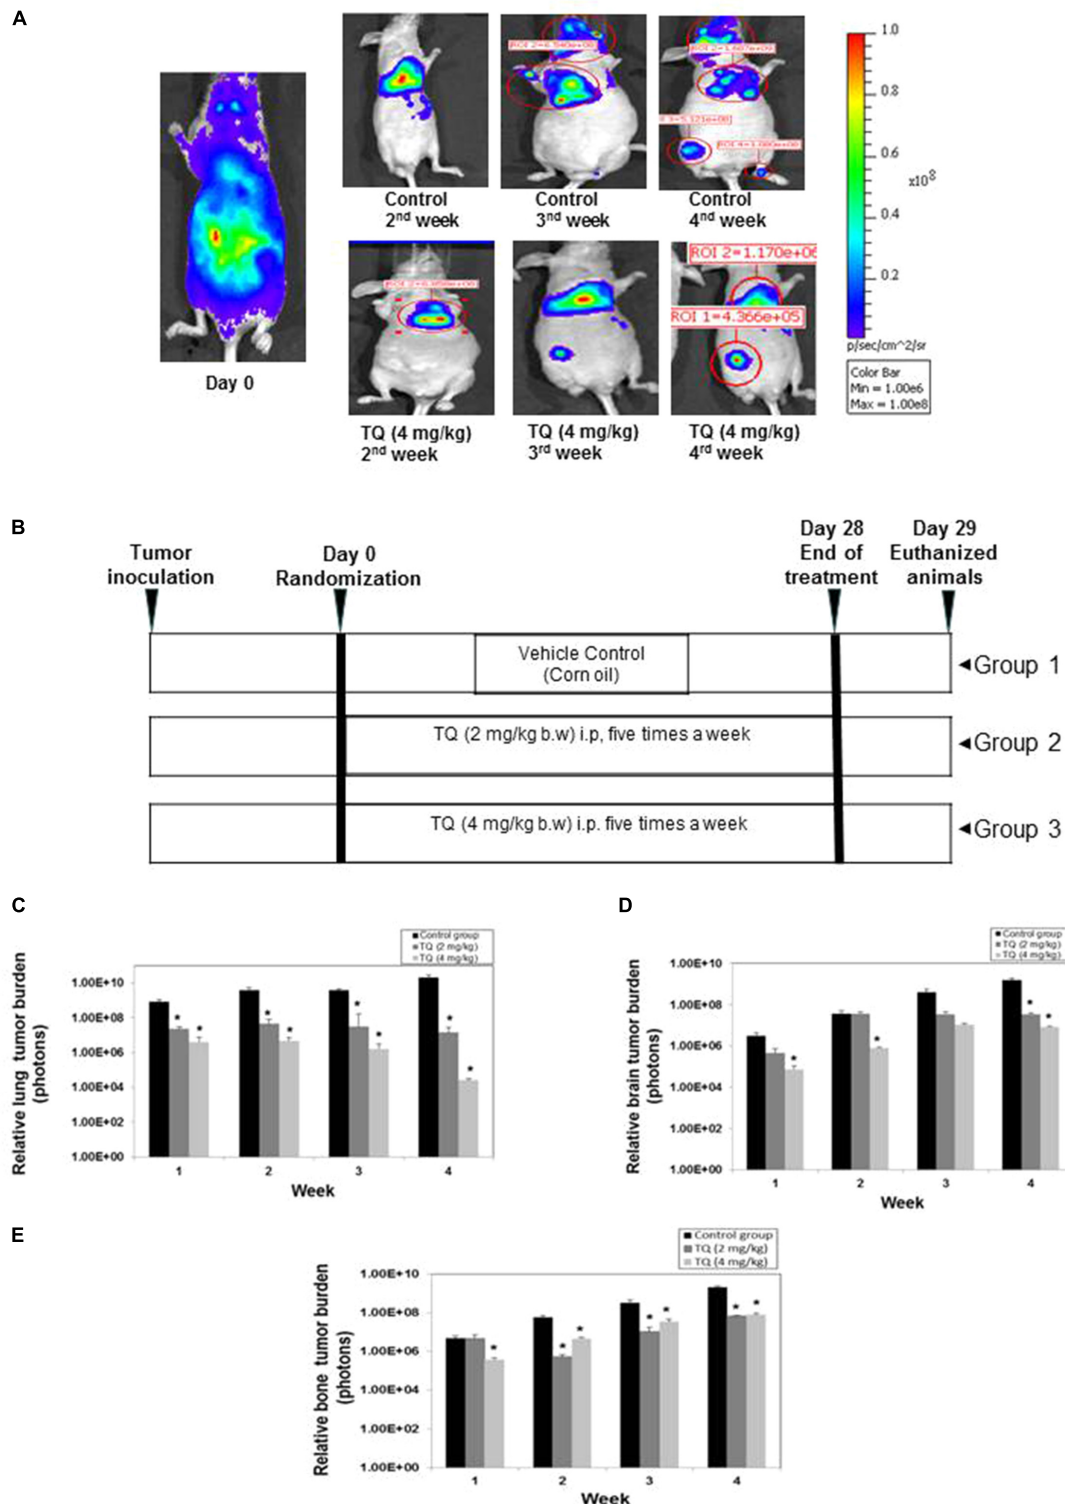 A
1.0
0.8
0.6
x10⁸
0.4
0.2
p/sec/cm^2/sr
Color Bar
Min = 1.00e6
Max = 1.00e8
Day 0
Control
2nd week
Control
3nd week
Control
4nd week
ROI 2=1.170e+06
ROI 1=4.366e+05
TQ (4 mg/kg)
2nd week
TQ (4 mg/kg)
3rd week
TQ (4 mg/kg)
4rd week
B
Tumor
inoculation
Day 0
Randomization
Day 28
End of
treatment
Day 29
Euthanized
animals
Vehicle Control
(Corn oil)
Group 1
TQ (2 mg/kg b.w) i.p, five times a week
Group 2
TQ (4 mg/kg b.w) i.p. five times a week
Group 3
C
Control group
TQ (2 mg/kg)
TQ (4 mg/kg)
Relative lung tumor burden
(photons)
1.00E+10
1.00E+08
1.00E+06
1.00E+04
1.00E+02
1.00E+00
* * * * * * * *
1 2 3 4
Week
D
Control group
TQ (2 mg/kg)
TQ (4 mg/kg)
Relative brain tumor burden
(photons)
1.00E+10
1.00E+08
1.00E+06
1.00E+04
1.00E+02
1.00E+00
* * * *
1 2 3 4
Week
E
Control group
TQ (2 mg/kg)
TQ (4 mg/kg)
Relative bone tumor burden
(photons)
1.00E+10
1.00E+08
1.00E+06
1.00E+04
1.00E+02
1.00E+00
* * * * * * *
1 2 3 4
Week